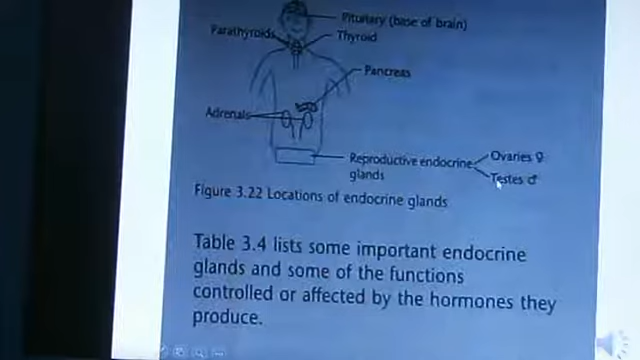 Pituitary (base of brain)
Parathyroids
Thyroid
Pancreas
Adrenals
Reproductive endocrine
glands
Ovaries ♀
Testes ♂
Figure 3.22 Locations of endocrine glands
Table 3.4 lists some important endocrine
glands and some of the functions
controlled or affected by the hormones they
produce.